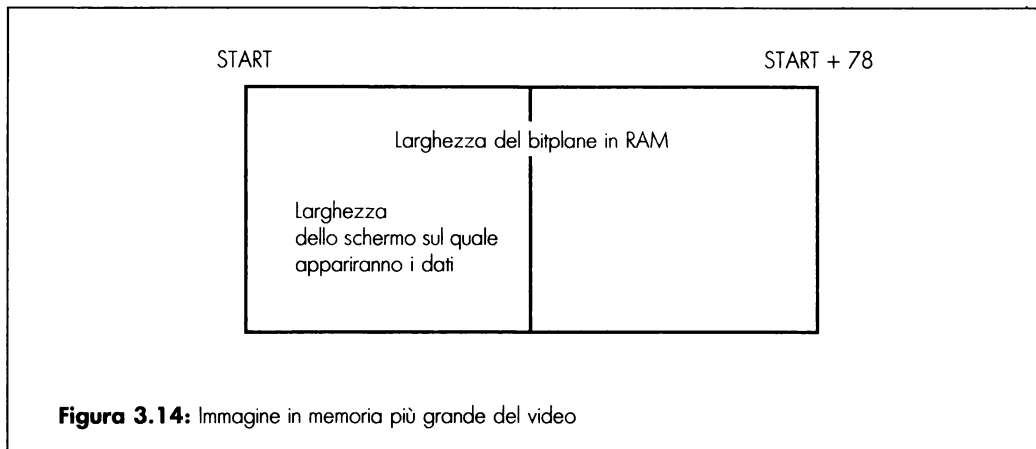 START
START + 78
Larghezza del bitplane in RAM
Larghezza
dello schermo sul quale
appariranno i dati
Figura 3.14: Immagine in memoria più grande del video